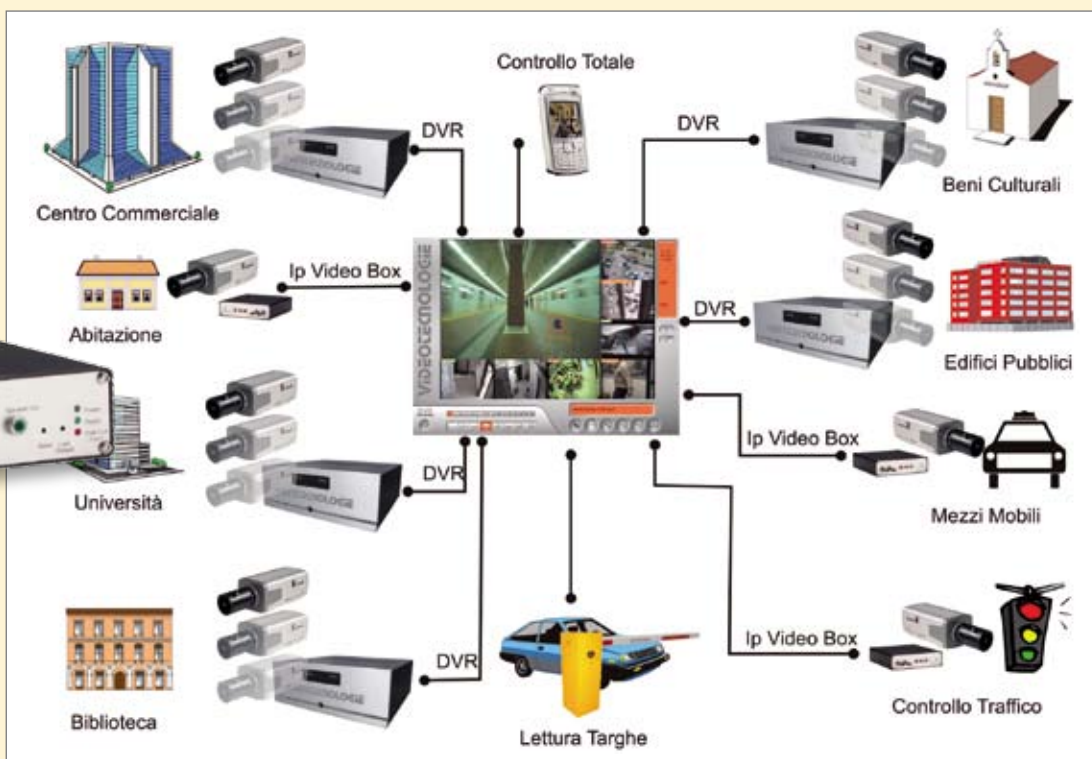 Controllo Totale
DVR
DVR
Centro Commerciale
Beni Culturali
Ip Video Box
VIDEOTECNOLOGIE
DVR
Abitazione
Edifici Pubblici
Ip Video Box
DVR
Università
Mezzi Mobili
Ip Video Box
DVR
Biblioteca
Lettura Targhe
Controllo Traffico